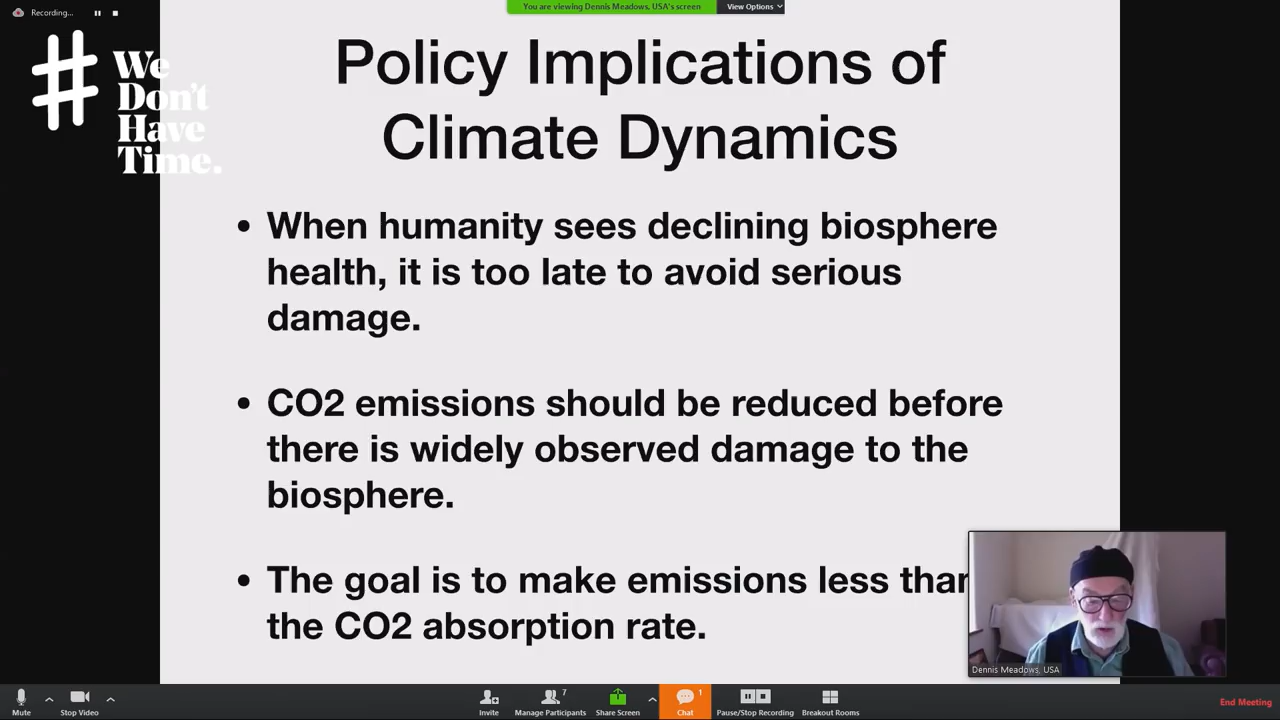 Recording...
You are viewing Dennis Meadows, USA's screen
View Options
# We
Don't
Have
Time.
Policy Implications of
Climate Dynamics
• When humanity sees declining biosphere
health, it is too late to avoid serious
damage.
• CO2 emissions should be reduced before
there is widely observed damage to the
biosphere.
• The goal is to make emissions less than
the CO2 absorption rate.
Dennis Meadows, USA
Mute
Stop Video
Invite
7
Manage Participants
Share Screen
1
Chat
Pause/Stop Recording
Breakout Rooms
End Meeting